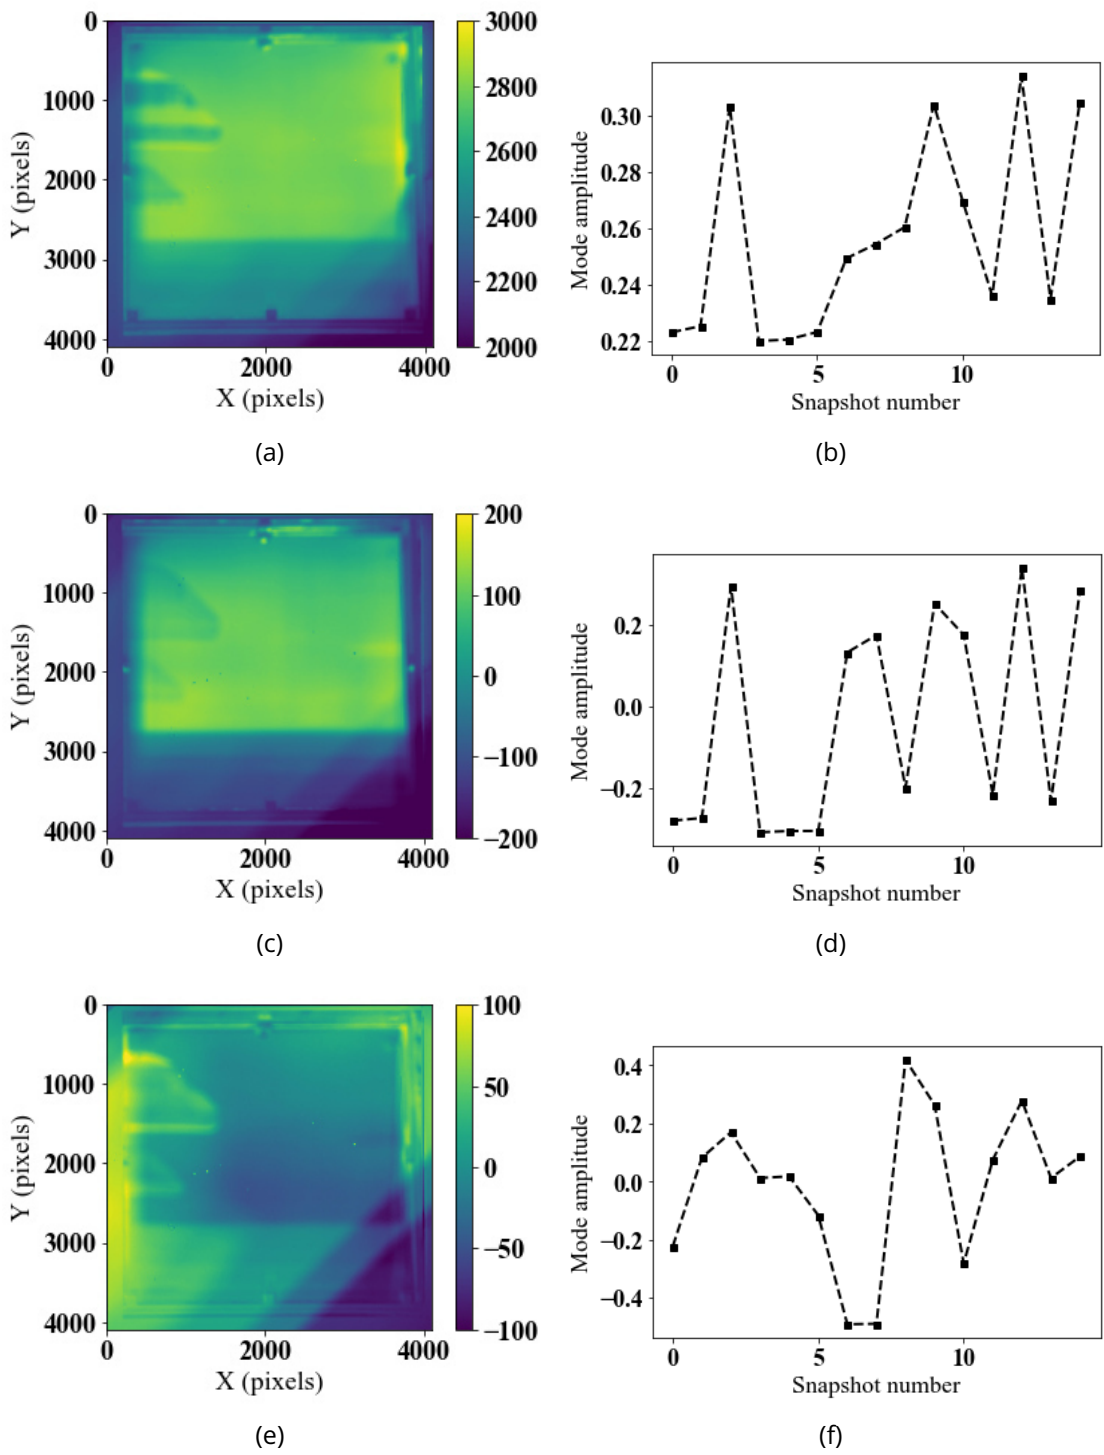 0
1000
2000
3000
4000
Y (pixels)
0 2000 4000
X (pixels)
3000
2800
2600
2400
2200
2000
(a)
0.30
0.28
0.26
0.24
0.22
Mode amplitude
0 5 10
Snapshot number
(b)
0
1000
2000
3000
4000
Y (pixels)
0 2000 4000
X (pixels)
200
100
0
−100
−200
(c)
0.2
0.0
−0.2
Mode amplitude
0 5 10
Snapshot number
(d)
0
1000
2000
3000
4000
Y (pixels)
0 2000 4000
X (pixels)
100
50
0
−50
−100
(e)
0.4
0.2
0.0
−0.2
−0.4
Mode amplitude
0 5 10
Snapshot number
(f)